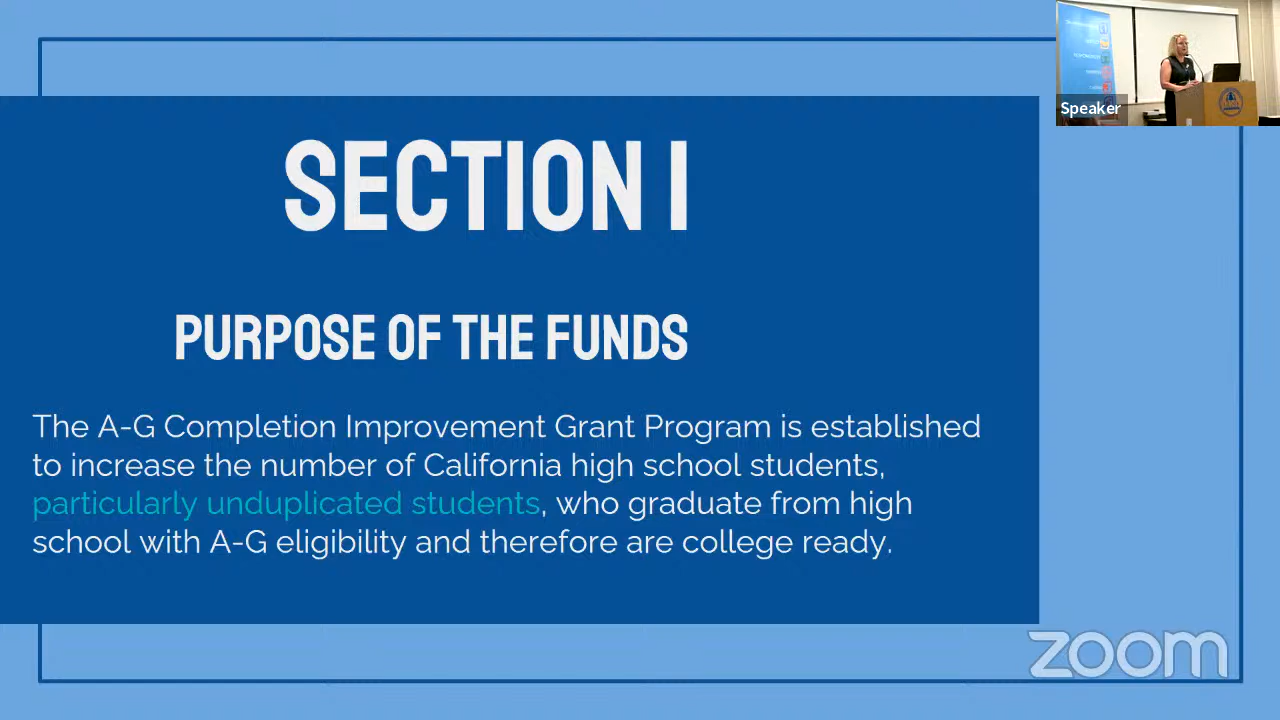 Speaker
SECTION I
PURPOSE OF THE FUNDS
The A-G Completion Improvement Grant Program is established
to increase the number of California high school students,
particularly unduplicated students, who graduate from high
school with A-G eligibility and therefore are college ready.
zoom